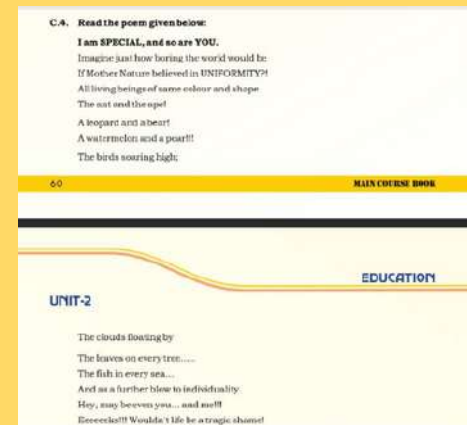 C.4. Read the poem given below:
I am SPECIAL, and so are YOU.
Imagine just how boring the world would be
If Mother Nature believed in UNIFORMITY?!
All living beings of same colour and shape
The ant and the ape!
A leopard and a bear!
A watermelon and a pear!!!
The birds soaring high;
60 MAIN COURSE BOOK
EDUCATION
UNIT-2
The clouds floating by
The leaves on every tree.....
The fish in every sea...
And as a further blow to individuality.
Hey, may be even you... and me!!!
Eeeeeeks!!! Wouldn't life be a tragic shame!